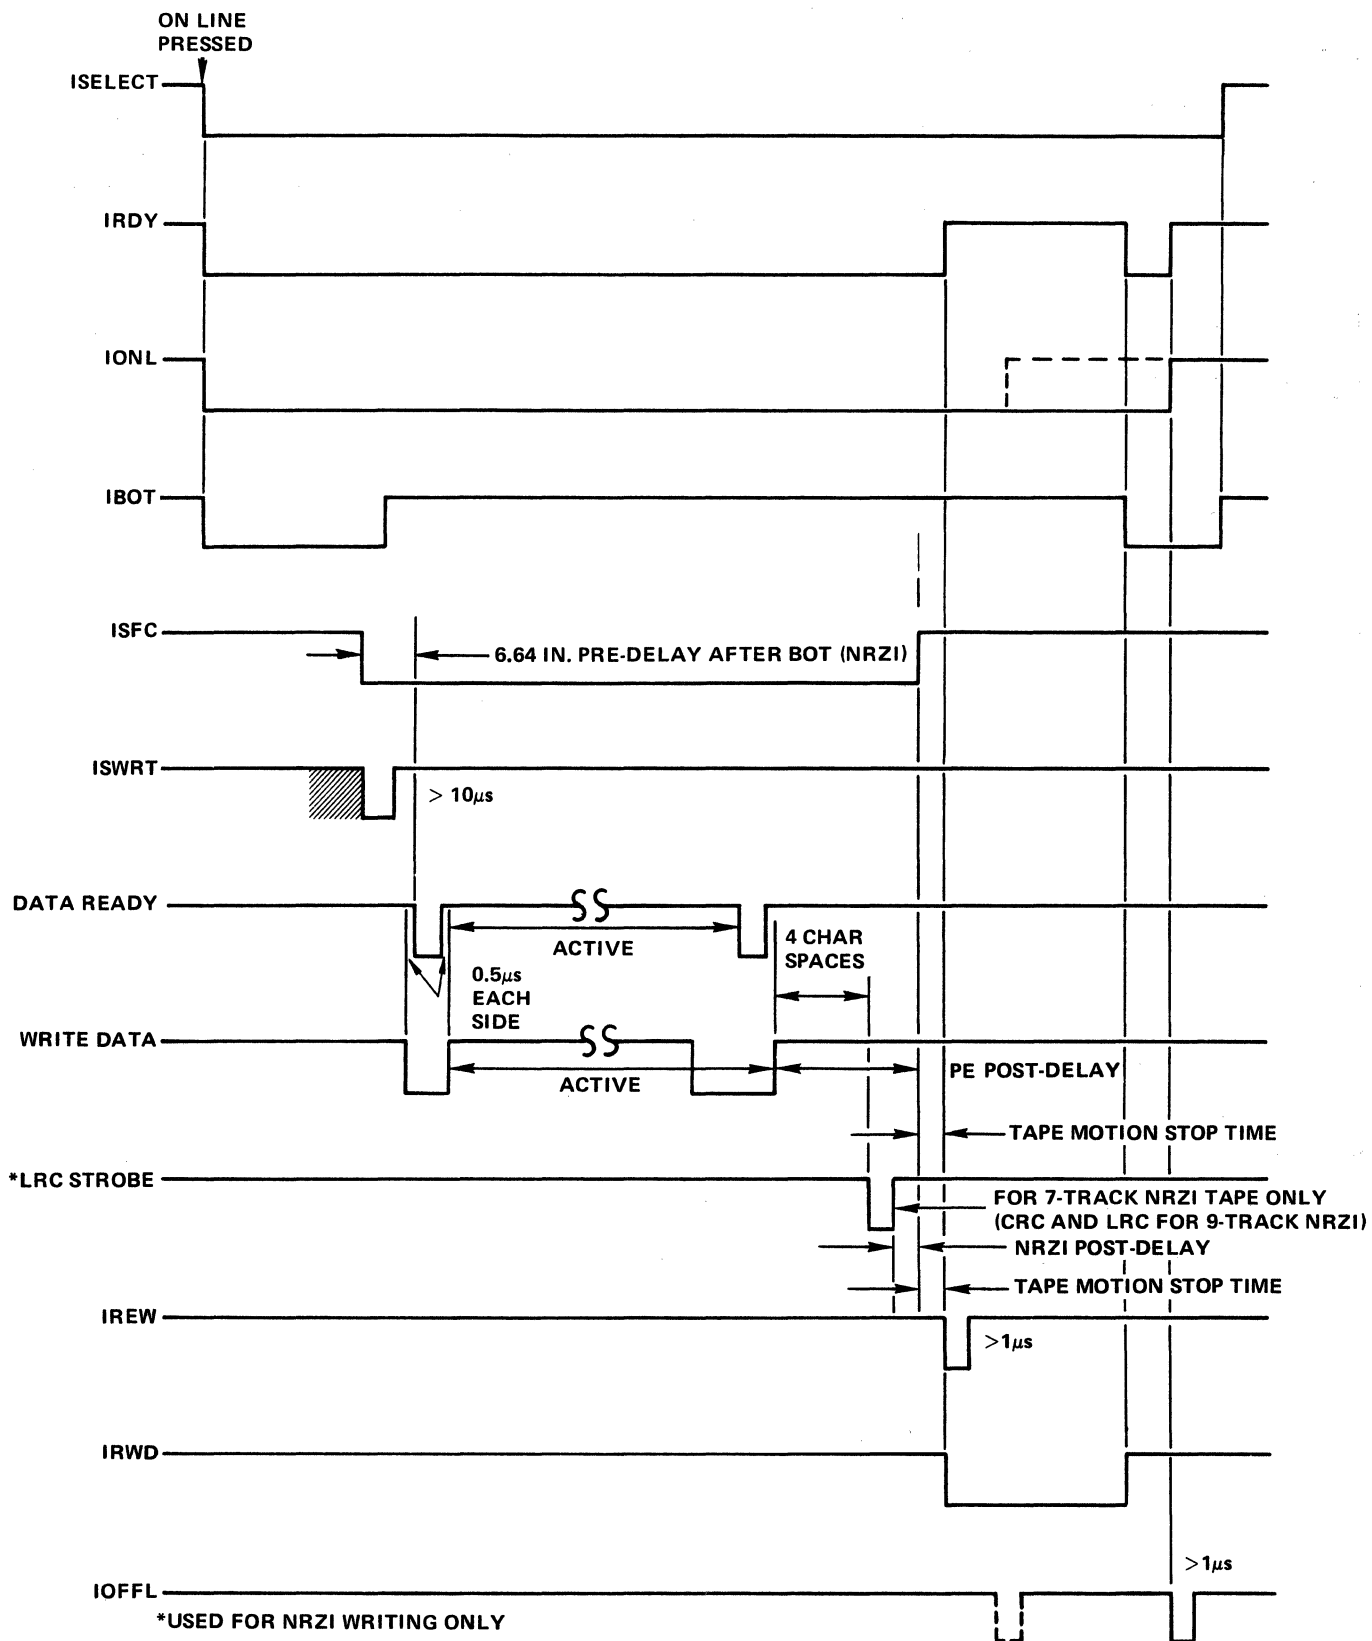 ON LINE
PRESSED
ISELECT
IRDY
IONL
IBOT
ISFC
6.64 IN. PRE-DELAY AFTER BOT (NRZI)
ISWRT
> 10μs
DATA READY
ACTIVE
4 CHAR
SPACES
0.5μs
EACH
SIDE
WRITE DATA
ACTIVE
PE POST-DELAY
TAPE MOTION STOP TIME
*LRC STROBE
FOR 7-TRACK NRZI TAPE ONLY
(CRC AND LRC FOR 9-TRACK NRZI)
NRZI POST-DELAY
TAPE MOTION STOP TIME
IREW
>1μs
IRWD
>1μs
IOFFL
*USED FOR NRZI WRITING ONLY